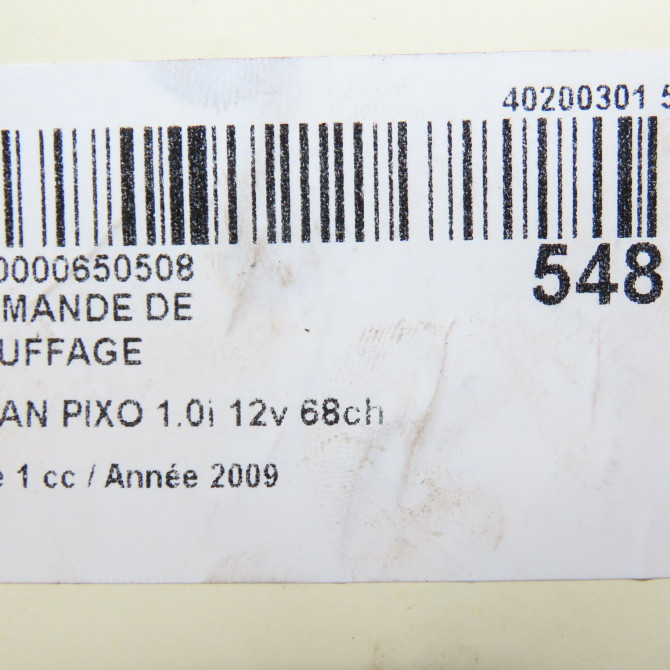 40200301 5
0000650508
548
MANDE DE
UFFAGE
AN PIXO 1.0i 12v 68ch
e 1 cc / Année 2009